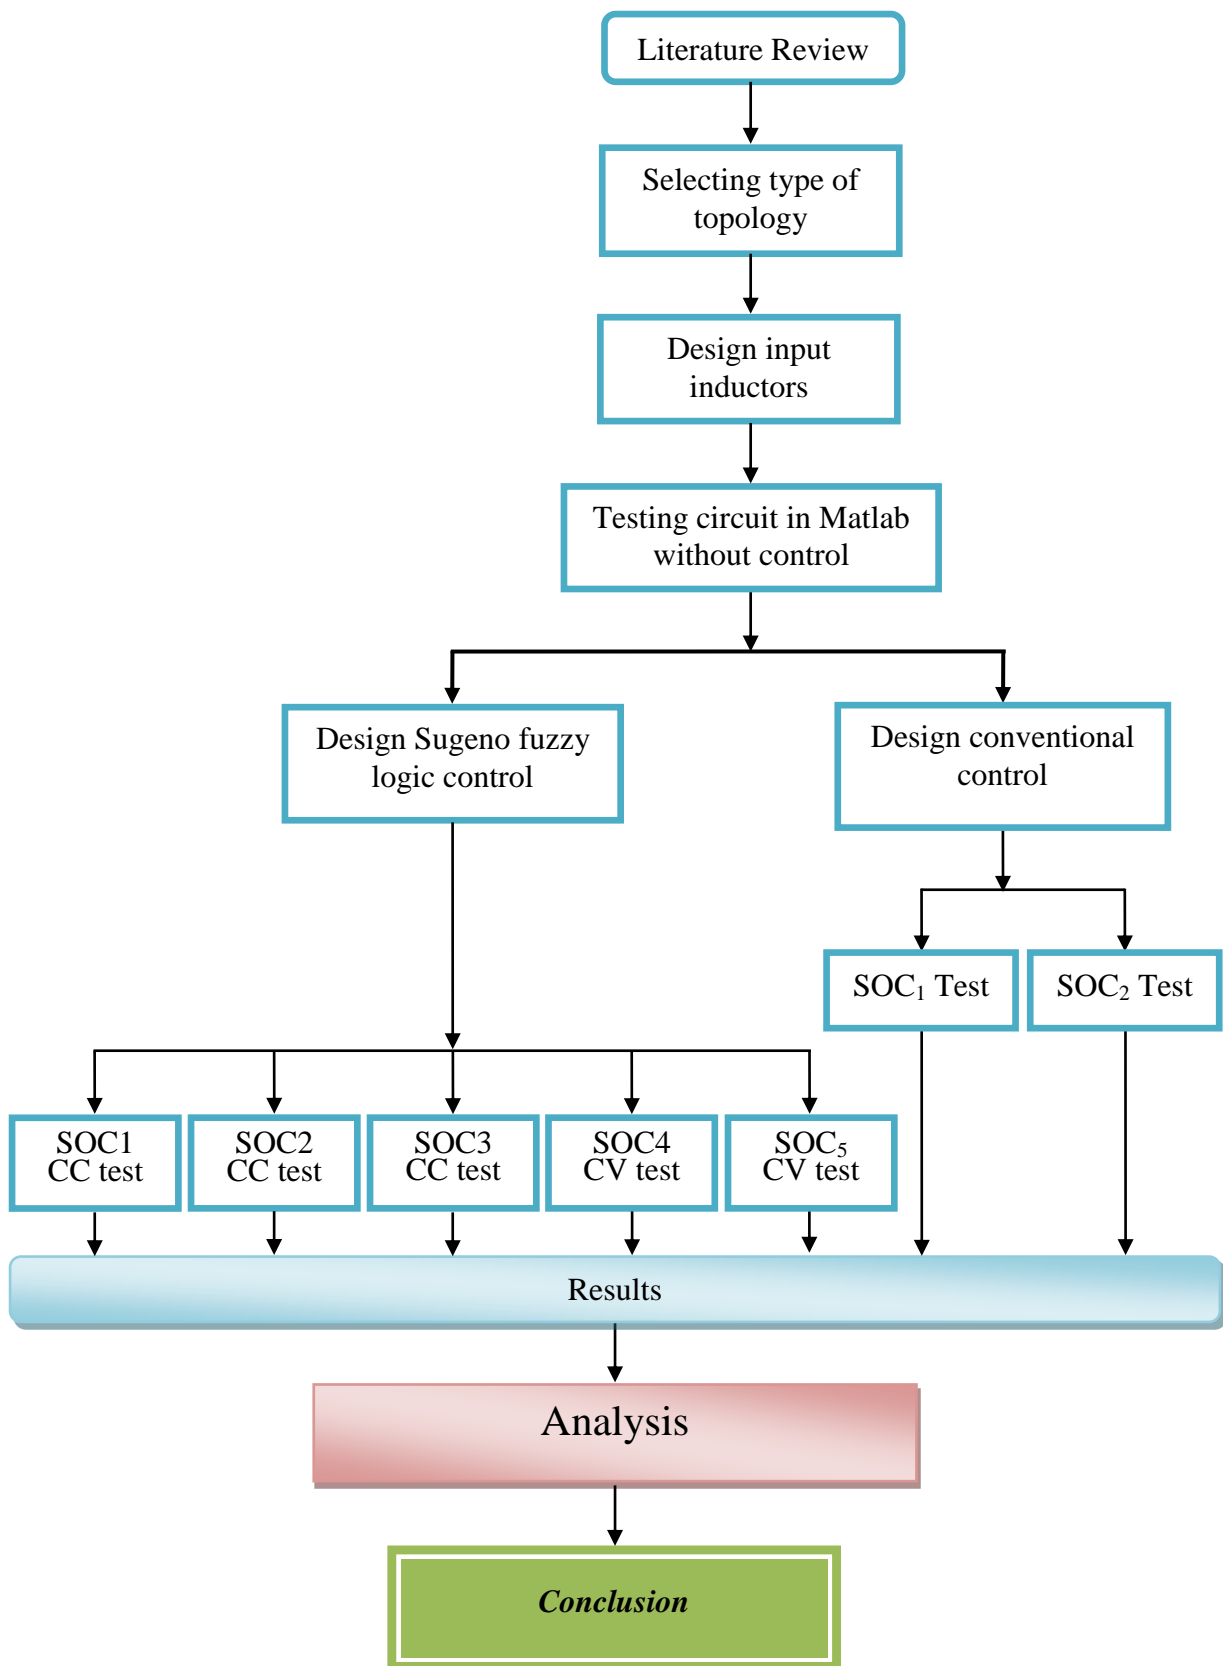 Literature Review
Selecting type of
topology
Design input
inductors
Testing circuit in Matlab
without control
Design Sugeno fuzzy
logic control
Design conventional
control
SOC₁ Test
SOC₂ Test
SOC1
CC test
SOC2
CC test
SOC3
CC test
SOC4
CV test
SOC₅
CV test
Results
Analysis
Conclusion